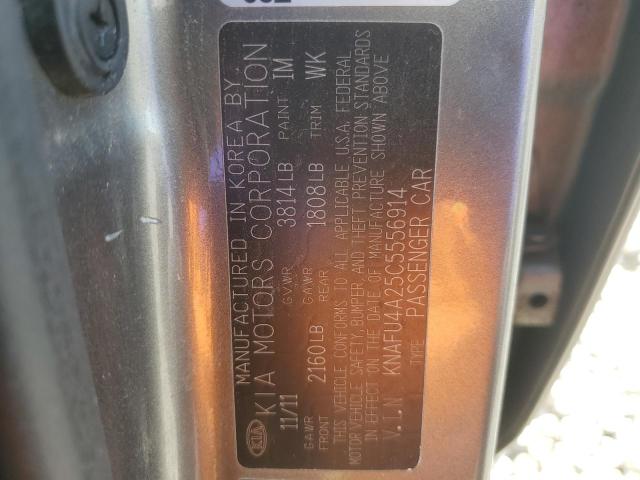 MANUFACTURED IN KOREA BY
KIA KIA MOTORS CORPORATION
11/11 GVWR 3814LB PAINT IM
GAWR FRONT 2160LB GAWR REAR 1808LB TRIM WK
THIS VEHICLE CONFORMS TO ALL APPLICABLE U.S.A. FEDERAL
MOTOR VEHICLE SAFETY, BUMPER, AND THEFT PREVENTION STANDARDS
IN EFFECT ON THE DATE OF MANUFACTURE SHOWN ABOVE
V.I.N KNAFU4A25C5556914
TYPE PASSENGER CAR